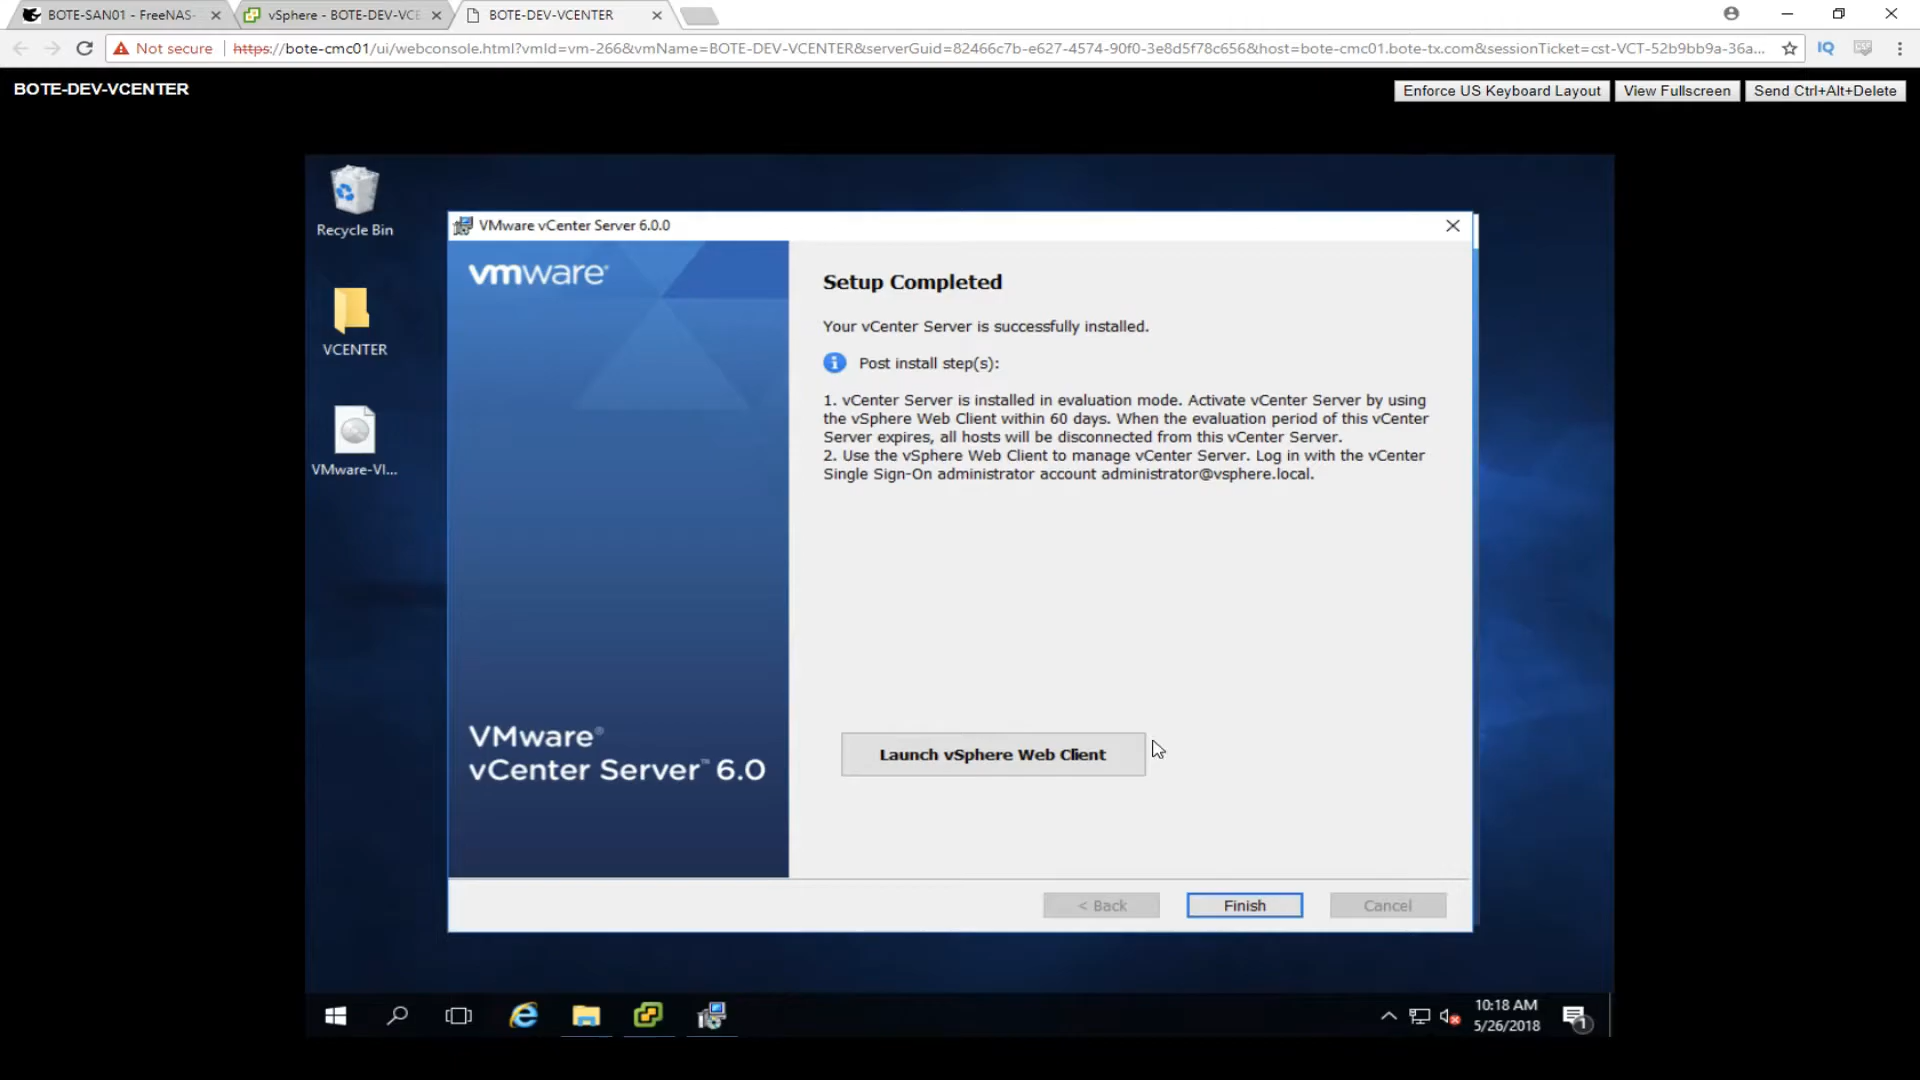 BOTE-SAN01 - FreeNAS-
vSphere - BOTE-DEV-VCE
BOTE-DEV-VCENTER
Not secure
https://bote-cmc01/ui/webconsole.html?vmId=vm-266&vmName=BOTE-DEV-VCENTER&serverGuid=82466c7b-e627-4574-90f0-3e8d5f78c656&host=bote-cmc01.bote-tx.com&sessionTicket=cst-VCT-52b9bb9a-36a...
IQ
BOTE-DEV-VCENTER
Enforce US Keyboard Layout
View Fullscreen
Send Ctrl+Alt+Delete
Recycle Bin
VCENTER
VMware-VI...
VMware vCenter Server 6.0.0
vmware®
Setup Completed
Your vCenter Server is successfully installed.
Post install step(s):
1. vCenter Server is installed in evaluation mode. Activate vCenter Server by using
the vSphere Web Client within 60 days. When the evaluation period of this vCenter
Server expires, all hosts will be disconnected from this vCenter Server.
2. Use the vSphere Web Client to manage vCenter Server. Log in with the vCenter
Single Sign-On administrator account administrator@vsphere.local.
VMware®
vCenter Server™ 6.0
Launch vSphere Web Client
< Back
Finish
Cancel
10:18 AM
5/26/2018
1